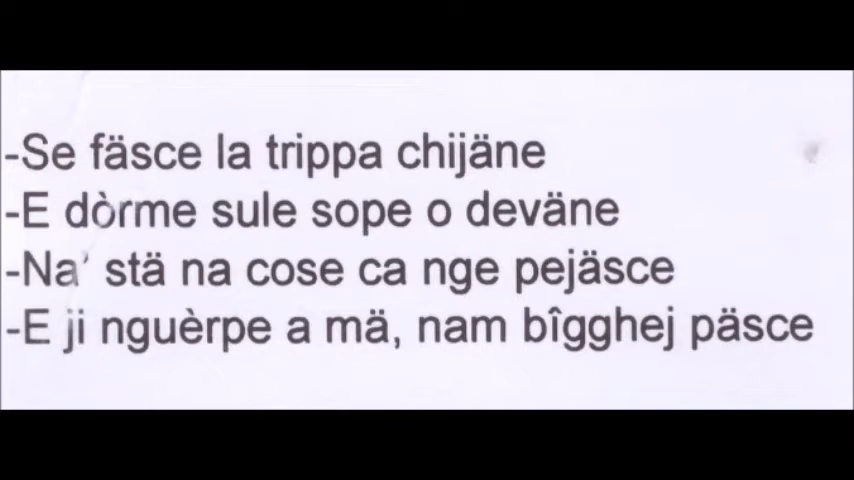 -Se fäsce la trippa chijäne
-E dòrme sule sope o deväne
-Na' stä na cose ca nge pejäsce
-E ji nguèrpe a mä, nam bîgghej päsce